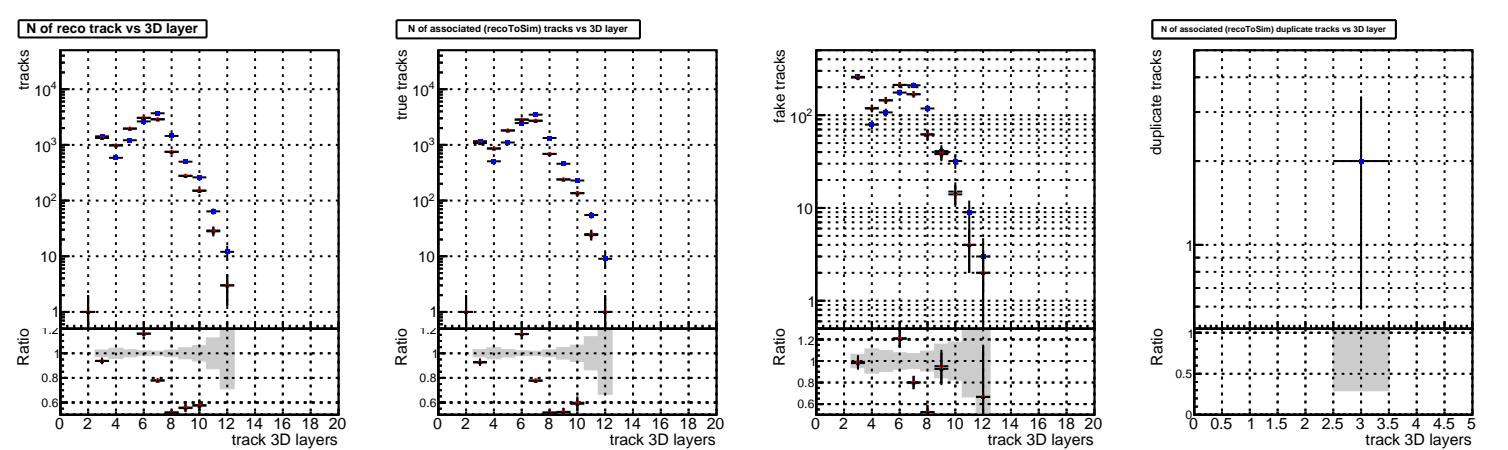 N of reco track vs 3D layer
tracks
10^4
10^3
10^2
10
1
Ratio
1.2
1
0.8
0.6
0 2 4 6 8 10 12 14 16 18 20
track 3D layers
N of associated (recoToSim) tracks vs 3D layer
true tracks
10^4
10^3
10^2
10
1
Ratio
1.2
1
0.8
0.6
0 2 4 6 8 10 12 14 16 18 20
track 3D layers
fake tracks
10^2
10
1
Ratio
1.2
1
0.8
0.6
0 2 4 6 8 10 12 14 16 18 20
track 3D layers
N of associated (recoToSim) duplicate tracks vs 3D layer
duplicate tracks
1
Ratio
1
0.5
0
0 0.5 1 1.5 2 2.5 3 3.5 4 4.5 5
track 3D layers